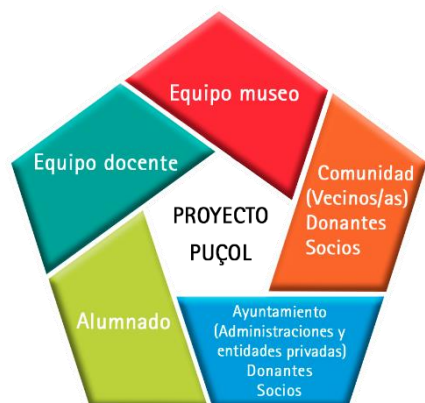 Equipo museo
Equipo docente
Comunidad
(Vecinos/as)
Donantes
Socios
PROYECTO
PUÇOL
Alumnado
Ayuntamiento
(Administraciones y
entidades privadas)
Donantes
Socios